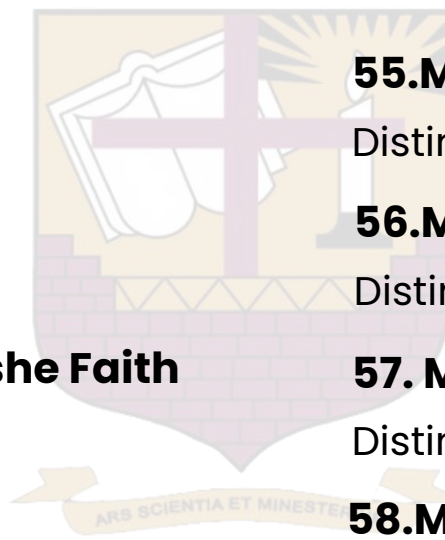 55.M
Distin
56.M
Distin
she Faith
57. M
Distin
ARS SCIENTIA ET MINESTER
58.M